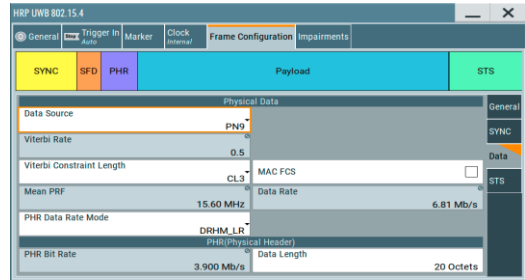 HRP UWB 802.15.4
General
Stop
Trigger In
Auto
Marker
Clock
Internal
Frame Configuration
Impairments
SYNC
SFD
PHR
Payload
STS
Physical Data
General
SYNC
Data
STS
Data Source
PN9
Viterbi Rate
0.5
Viterbi Constraint Length
CL3
MAC FCS
Mean PRF
15.60 MHz
Data Rate
6.81 Mb/s
PHR Data Rate Mode
DRHM_LR
PHR(Physical Header)
PHR Bit Rate
3.900 Mb/s
Data Length
20 Octets